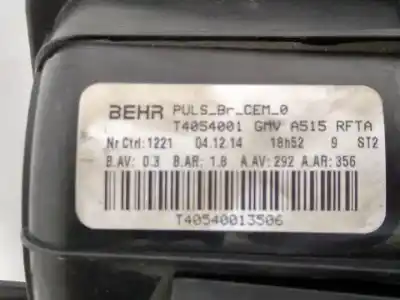 BEHR PULS_Br_CEM_0
T4054001 GMV A515 RFTA
Nr Ctrl:1221 04.12.14 18h52 9 ST2
B.AV: 0.3 B.AR: 1.8 A.AV: 292 A.AR: 356
T40540013506